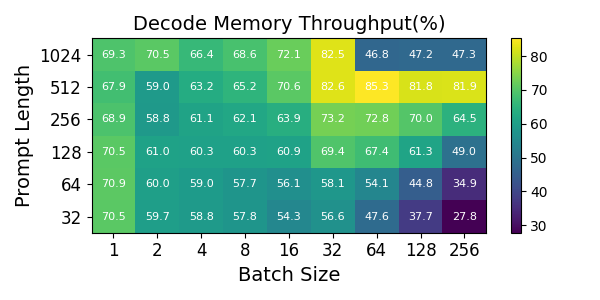 Decode Memory Throughput(%)
Prompt Length
1024 69.3 70.5 66.4 68.6 72.1 82.5 46.8 47.2 47.3
512 67.9 59.0 63.2 65.2 70.6 82.6 85.3 81.8 81.9
256 68.9 58.8 61.1 62.1 63.9 73.2 72.8 70.0 64.5
128 70.5 61.0 60.3 60.3 60.9 69.4 67.4 61.3 49.0
64 70.9 60.0 59.0 57.7 56.1 58.1 54.1 44.8 34.9
32 70.5 59.7 58.8 57.8 54.3 56.6 47.6 37.7 27.8
1 2 4 8 16 32 64 128 256
Batch Size
80
70
60
50
40
30